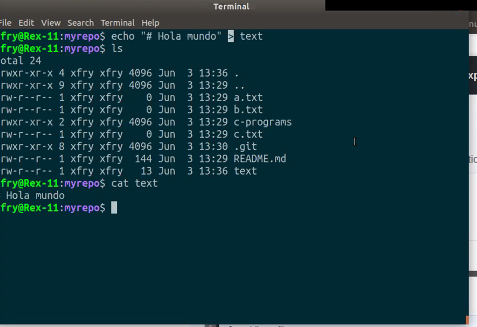 Terminal
File Edit View Search Terminal Help
fry@Rex-11:myrepo$ echo "# Hola mundo" > text
fry@Rex-11:myrepo$ ls
otal 24
rwxr-xr-x 4 xfry xfry 4096 Jun 3 13:36 .
rwxr-xr-x 9 xfry xfry 4096 Jun 3 13:29 ..
rw-r--r-- 1 xfry xfry 0 Jun 3 13:29 a.txt
rw-r--r-- 1 xfry xfry 0 Jun 3 13:29 b.txt
rwxr-xr-x 2 xfry xfry 4096 Jun 3 13:29 c-programs
rw-r--r-- 1 xfry xfry 0 Jun 3 13:29 c.txt
rwxr-xr-x 8 xfry xfry 4096 Jun 3 13:30 .git
rw-r--r-- 1 xfry xfry 144 Jun 3 13:29 README.md
rw-r--r-- 1 xfry xfry 13 Jun 3 13:36 text
fry@Rex-11:myrepo$ cat text
Hola mundo
fry@Rex-11:myrepo$